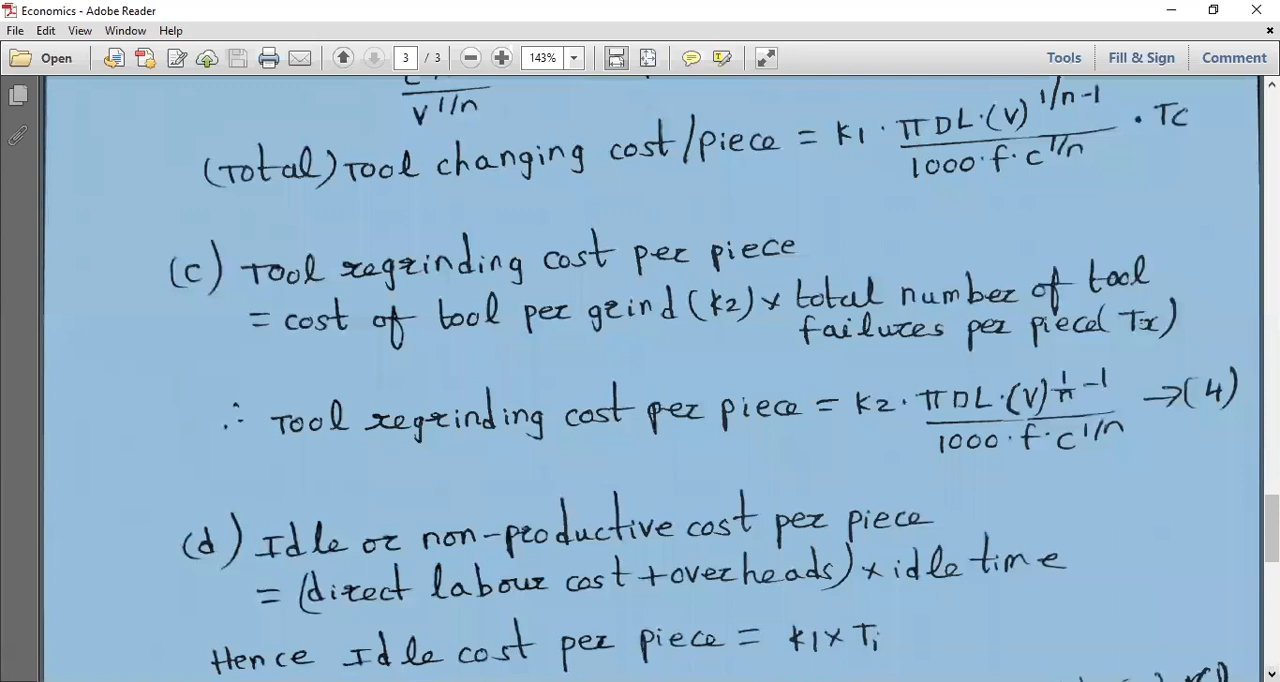 Economics - Adobe Reader
File Edit View Window Help
Open 3 / 3 143% Tools Fill & Sign Comment
V^1/n
(Total) Tool changing cost/piece = K1 · πDL·(V)^1/n-1 / 1000·f·c^1/n · Tc
(c) Tool regrinding cost per piece
= cost of tool per grind (K2) × total number of tool
failures per piece (Tx)
∴ Tool regrinding cost per piece = K2 · πDL·(V)^1/n -1 / 1000·f·c^1/n →(4)
(d) Idle or non-productive cost per piece
= (direct labour cost + overheads) × idle time
Hence Idle cost per piece = K1 × Ti